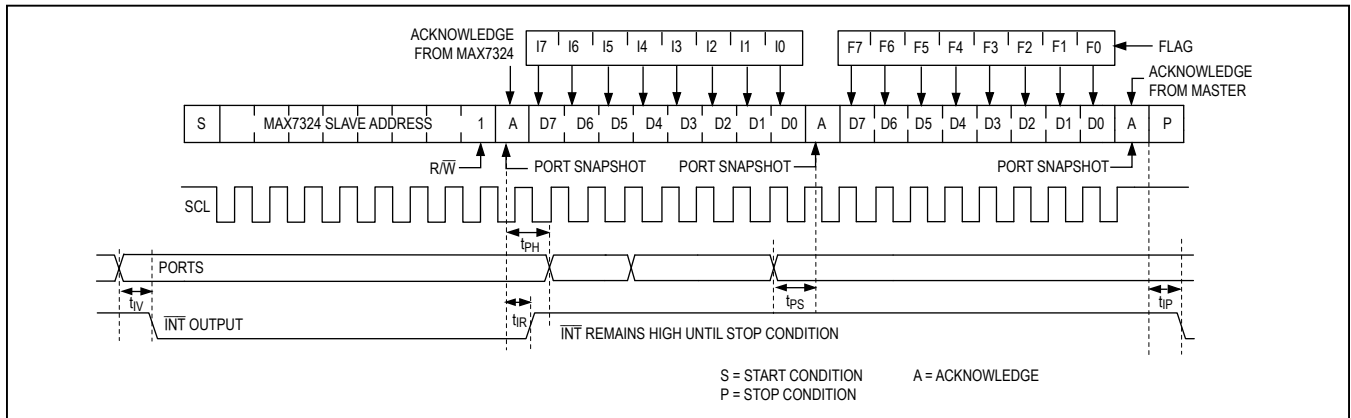 ACKNOWLEDGE
FROM MAX7324
I7 I6 I5 I4 I3 I2 I1 I0
F7 F6 F5 F4 F3 F2 F1 F0
FLAG
ACKNOWLEDGE
FROM MASTER
S MAX7324 SLAVE ADDRESS 1 A D7 D6 D5 D4 D3 D2 D1 D0 A D7 D6 D5 D4 D3 D2 D1 D0 A P
R/W̅ PORT SNAPSHOT PORT SNAPSHOT PORT SNAPSHOT
SCL
tPH
PORTS
tIV tIR tPS tIP
I̅N̅T̅ OUTPUT
I̅N̅T̅ REMAINS HIGH UNTIL STOP CONDITION
S = START CONDITION A = ACKNOWLEDGE
P = STOP CONDITION